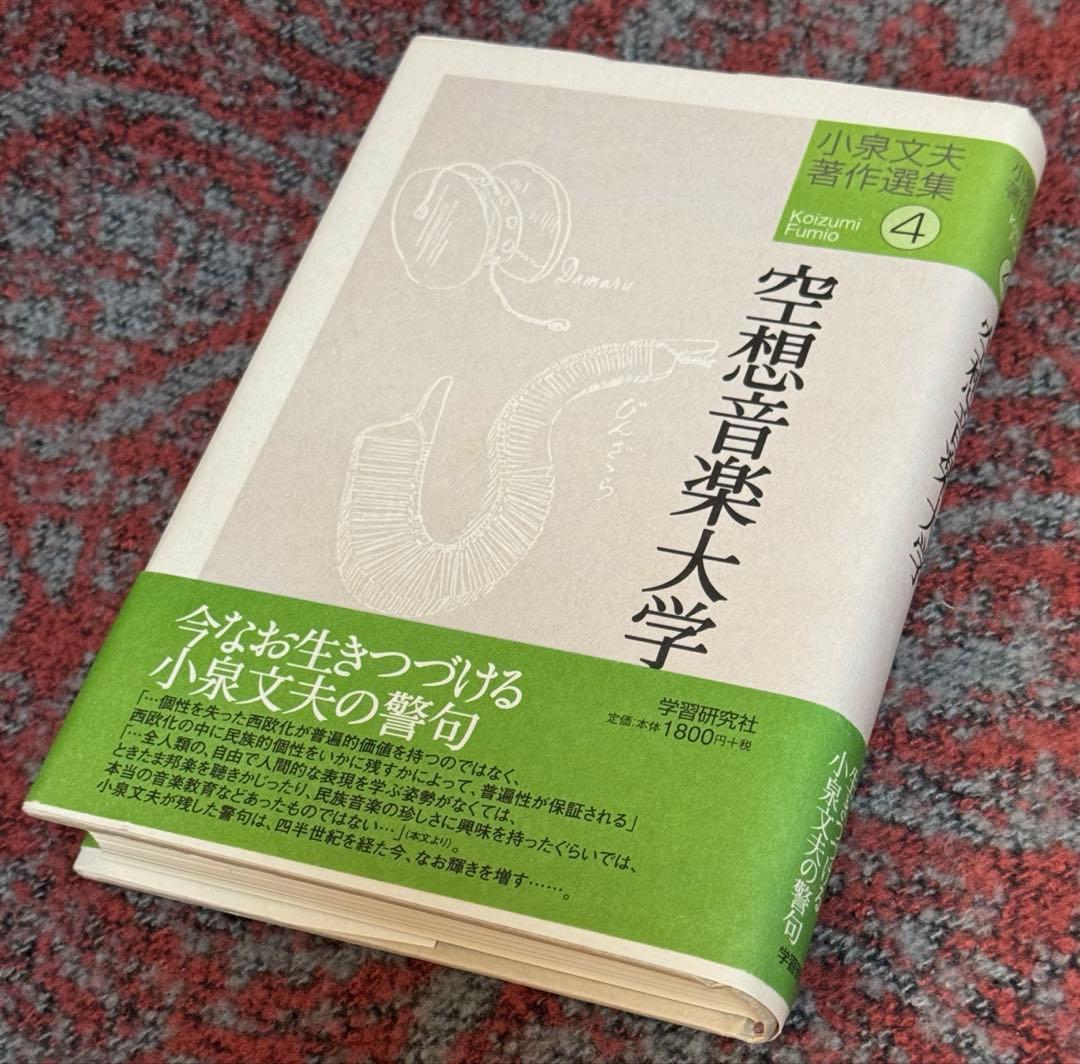 小泉文夫
著作選集
Koizumi
Fumio
4
空想音楽大学
Damaru
びんざさら
今なお生きつづける
小泉文夫の警句
学習研究社
定価:本体1800円+税
「…個性を失った西欧化が普遍的価値を持つのではなく、
西欧化の中に民族的個性をいかに残すかによって、普遍性が保証される」
「…全人類の、自由で人間的な表現を学ぶ姿勢がなくては、
ときたま邦楽を聴きかじったり、民族音楽の珍しさに興味を持ったぐらいでは、
本当の音楽教育などあったものではない…」(本文より)。
小泉文夫が残した警句は、四半世紀を経た今、なお輝きを増す……。
空想音楽大学
小泉文夫の警句